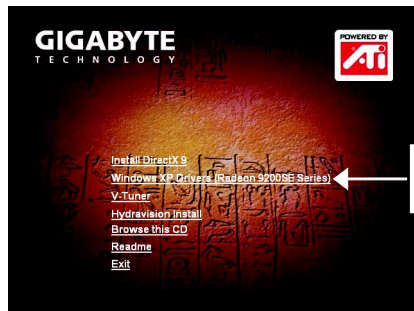 GIGABYTE
TECHNOLOGY
POWERED BY
ATi
Install DirectX 9
Windows XP Drivers (Radeon 9200SE Series)
V-Tuner
Hydravision Install
Browse this CD
Readme
Exit